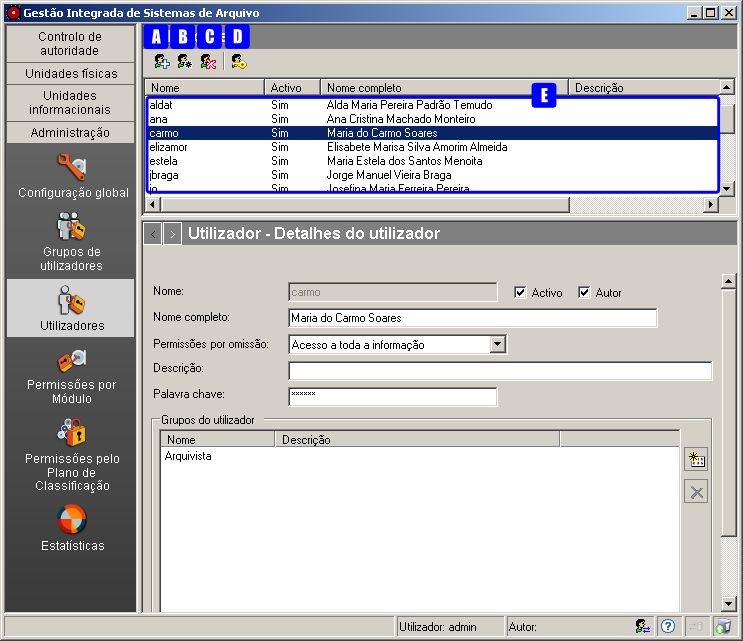 Gestão Integrada de Sistemas de Arquivo
Controlo de
autoridade
Unidades físicas
Unidades
informacionais
Administração
Configuração global
Grupos de
utilizadores
Utilizadores
Permissões por
Módulo
Permissões pelo
Plano de
Classificação
Estatísticas
A B C D
Nome Activo Nome completo Descrição
E
aldat Sim Alda Maria Pereira Padrão Temudo
ana Sim Ana Cristina Machado Monteiro
carmo Sim Maria do Carmo Soares
elizamor Sim Elisabete Marisa Silva Amorim Almeida
estela Sim Maria Estela dos Santos Menoita
jbraga Sim Jorge Manuel Vieira Braga
jo Sim Josefina Maria Ferreira Pereira
Utilizador - Detalhes do utilizador
Nome: carmo Activo Autor
Nome completo: Maria do Carmo Soares
Permissões por omissão: Acesso a toda a informação
Descrição:
Palavra chave: ******
Grupos do utilizador
Nome Descrição
Arquivista
Utilizador: admin Autor: